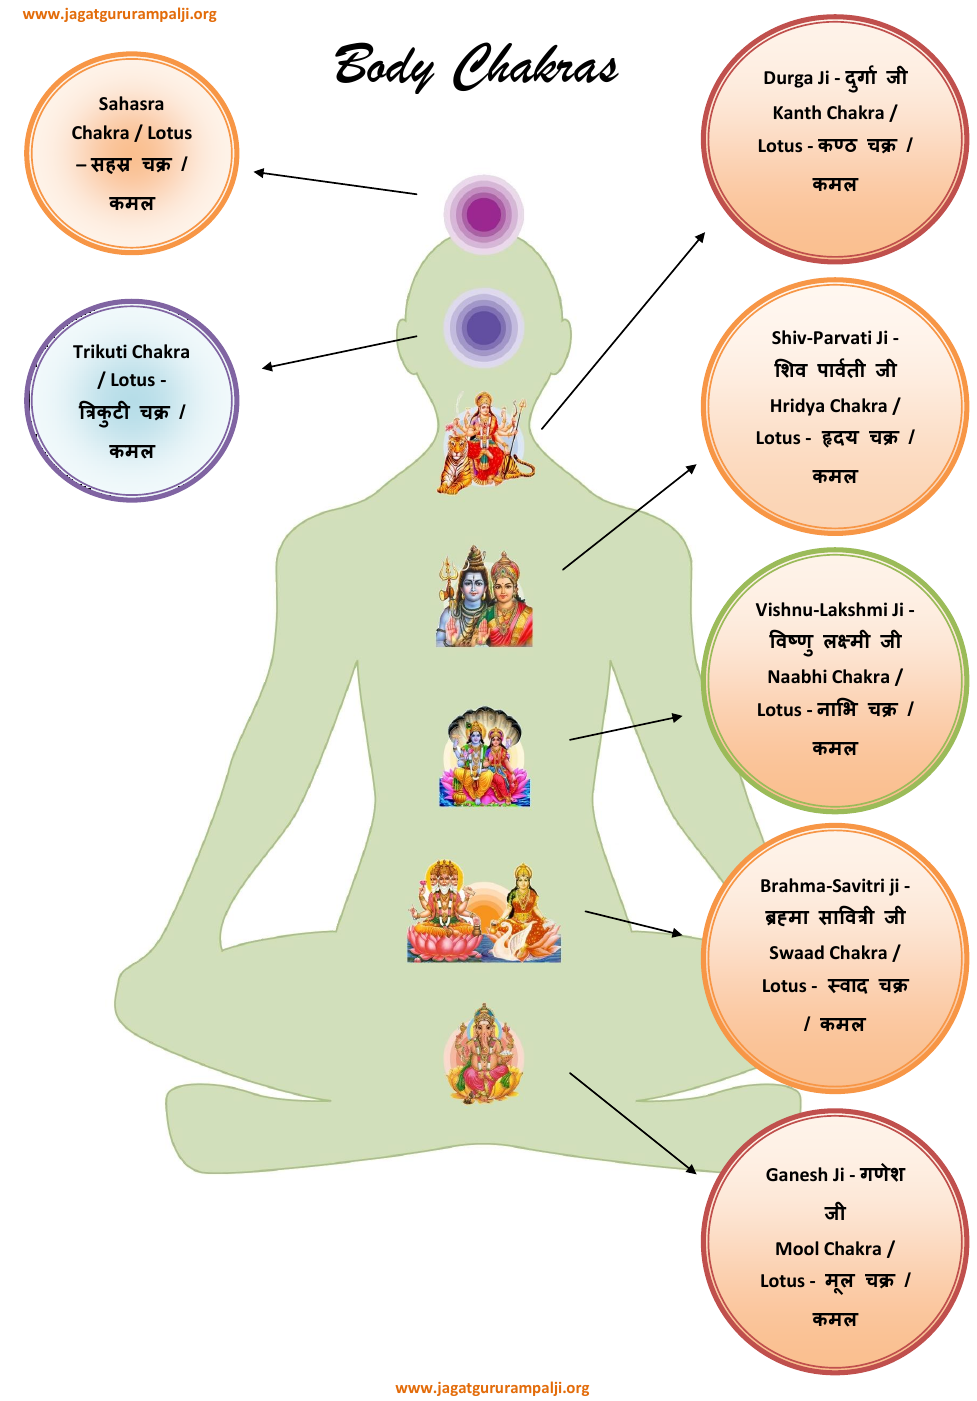 www.jagatgururampalji.org
Body Chakras
Sahasra
Chakra / Lotus
– सहस्र चक्र /
कमल
Trikuti Chakra
/ Lotus -
त्रिकुटी चक्र /
कमल
Durga Ji - दुर्गा जी
Kanth Chakra /
Lotus - कण्ठ चक्र /
कमल
Shiv-Parvati Ji -
शिव पार्वती जी
Hridya Chakra /
Lotus - हृदय चक्र /
कमल
Vishnu-Lakshmi Ji -
विष्णु लक्ष्मी जी
Naabhi Chakra /
Lotus - नाभि चक्र /
कमल
Brahma-Savitri ji -
ब्रह्मा सावित्री जी
Swaad Chakra /
Lotus - स्वाद चक्र
/ कमल
Ganesh Ji - गणेश
जी
Mool Chakra /
Lotus - मूल चक्र /
कमल
www.jagatgururampalji.org